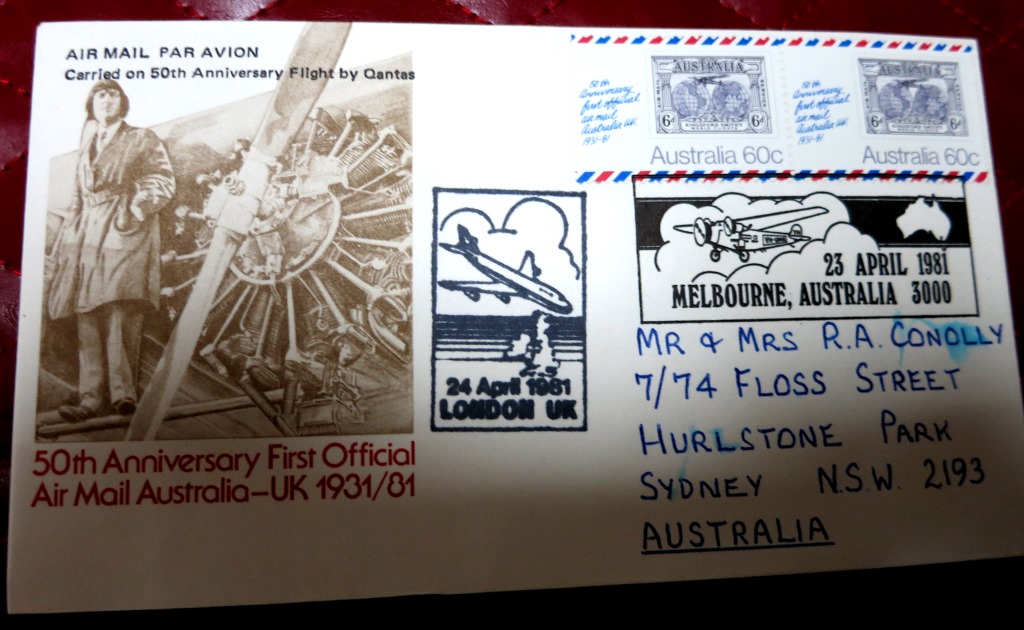 AIR MAIL PAR AVION
Carried on 50th Anniversary Flight by Qantas
50th
Anniversary
first official
air mail
Australia UK
1931-81
AUSTRALIA
6d 6d
Australia 60c
50th
Anniversary
first official
air mail
Australia UK
1931-81
AUSTRALIA
6d 6d
Australia 60c
24 April 1981
LONDON UK
23 APRIL 1981
MELBOURNE, AUSTRALIA 3000
MR & MRS R.A. CONOLLY
7/74 FLOSS STREET
HURLSTONE PARK
SYDNEY N.S.W. 2193
AUSTRALIA
50th Anniversary First Official
Air Mail Australia-UK 1931/81